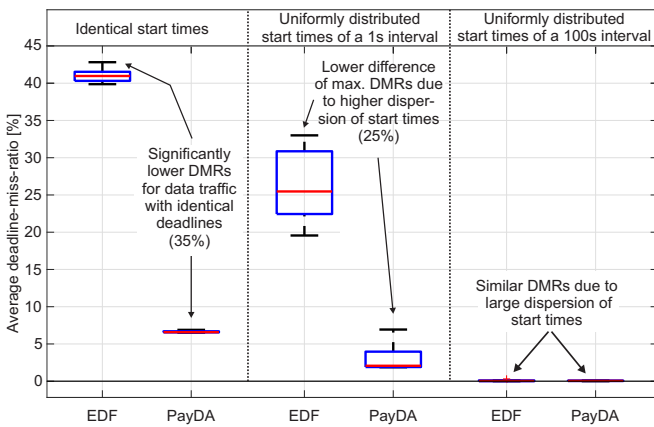 Identical start times
Uniformly distributed
start times of a 1s interval
Uniformly distributed
start times of a 100s interval
Average deadline-miss-ratio [%]
45
40
35
30
25
20
15
10
5
0
Significantly
lower DMRs
for data traffic
with identical
deadlines
(35%)
Lower difference
of max. DMRs due
to higher disper-
sion of start times
(25%)
Similar DMRs due to
large dispersion of
start times
EDF
PayDA
EDF
PayDA
EDF
PayDA